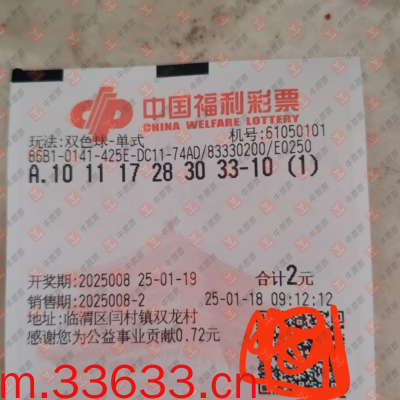 中国福利彩票
CHINA WELFARE LOTTERY
玩法:双色球-单式 机号:61050101
86B1-0141-425E-DC11-74AD/83330200/E0250
A.10 11 17 28 30 33-10 (1)
开奖期:2025008 25-01-19 合计2元
销售期:2025008-2 25-01-18 09:12:12
地址:临渭区闫村镇双龙村
感谢您为公益事业贡献0.72元
m.33633.cn